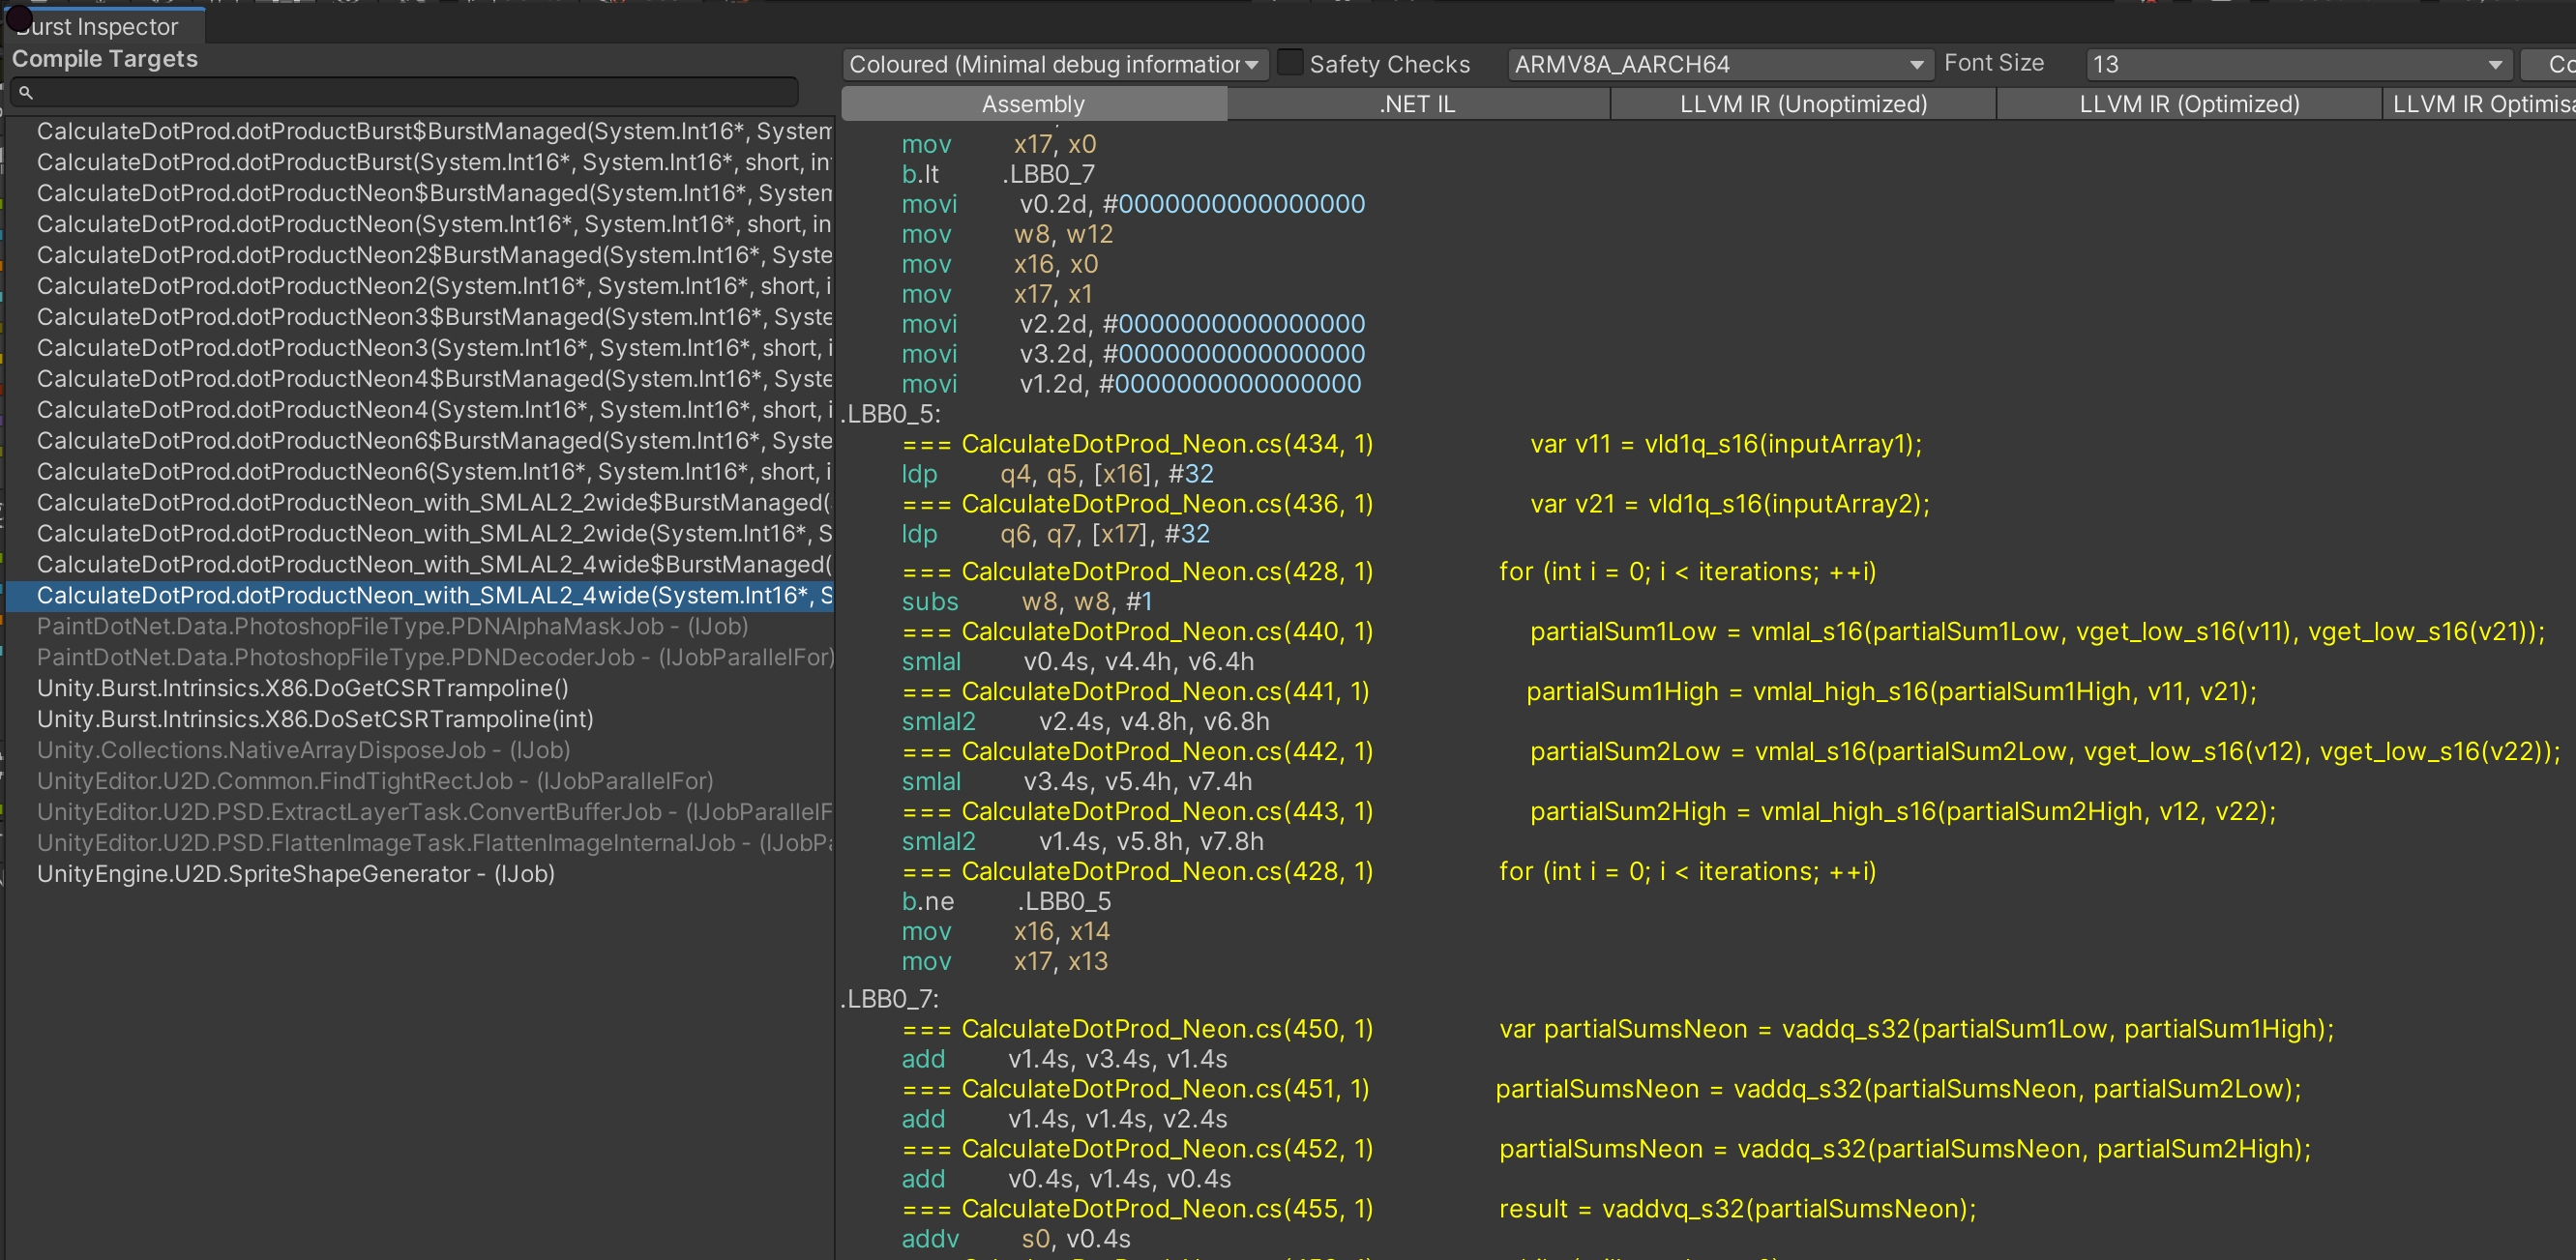 Burst Inspector
Compile Targets
Coloured (Minimal debug information
Safety Checks
ARMV8A_AARCH64
Font Size
13
Co
Assembly
.NET IL
LLVM IR (Unoptimized)
LLVM IR (Optimized)
LLVM IR Optimisa
CalculateDotProd.dotProductBurst$BurstManaged(System.Int16*, System
CalculateDotProd.dotProductBurst(System.Int16*, System.Int16*, short, in
CalculateDotProd.dotProductNeon$BurstManaged(System.Int16*, System
CalculateDotProd.dotProductNeon(System.Int16*, System.Int16*, short, in
CalculateDotProd.dotProductNeon2$BurstManaged(System.Int16*, Syste
CalculateDotProd.dotProductNeon2(System.Int16*, System.Int16*, short, i
CalculateDotProd.dotProductNeon3$BurstManaged(System.Int16*, Syste
CalculateDotProd.dotProductNeon3(System.Int16*, System.Int16*, short, i
CalculateDotProd.dotProductNeon4$BurstManaged(System.Int16*, Syste
CalculateDotProd.dotProductNeon4(System.Int16*, System.Int16*, short, i
CalculateDotProd.dotProductNeon6$BurstManaged(System.Int16*, Syste
CalculateDotProd.dotProductNeon6(System.Int16*, System.Int16*, short, i
CalculateDotProd.dotProductNeon_with_SMLAL2_2wide$BurstManaged(
CalculateDotProd.dotProductNeon_with_SMLAL2_2wide(System.Int16*, S
CalculateDotProd.dotProductNeon_with_SMLAL2_4wide$BurstManaged(
CalculateDotProd.dotProductNeon_with_SMLAL2_4wide(System.Int16*, S
PaintDotNet.Data.PhotoshopFileType.PDNAlphaMaskJob - (IJob)
PaintDotNet.Data.PhotoshopFileType.PDNDecoderJob - (IJobParallelFor)
Unity.Burst.Intrinsics.X86.DoGetCSRTrampoline()
Unity.Burst.Intrinsics.X86.DoSetCSRTrampoline(int)
Unity.Collections.NativeArrayDisposeJob - (IJob)
UnityEditor.U2D.Common.FindTightRectJob - (IJobParallelFor)
UnityEditor.U2D.PSD.ExtractLayerTask.ConvertBufferJob - (IJobParallelF
UnityEditor.U2D.PSD.FlattenImageTask.FlattenImageInternalJob - (IJobPa
UnityEngine.U2D.SpriteShapeGenerator - (IJob)
mov x17, x0
b.lt .LBB0_7
movi v0.2d, #0000000000000000
mov w8, w12
mov x16, x0
mov x17, x1
movi v2.2d, #0000000000000000
movi v3.2d, #0000000000000000
movi v1.2d, #0000000000000000
.LBB0_5:
=== CalculateDotProd_Neon.cs(434, 1) var v11 = vld1q_s16(inputArray1);
ldp q4, q5, [x16], #32
=== CalculateDotProd_Neon.cs(436, 1) var v21 = vld1q_s16(inputArray2);
ldp q6, q7, [x17], #32
=== CalculateDotProd_Neon.cs(428, 1) for (int i = 0; i < iterations; ++i)
subs w8, w8, #1
=== CalculateDotProd_Neon.cs(440, 1) partialSum1Low = vmlal_s16(partialSum1Low, vget_low_s16(v11), vget_low_s16(v21));
smlal v0.4s, v4.4h, v6.4h
=== CalculateDotProd_Neon.cs(441, 1) partialSum1High = vmlal_high_s16(partialSum1High, v11, v21);
smlal2 v2.4s, v4.8h, v6.8h
=== CalculateDotProd_Neon.cs(442, 1) partialSum2Low = vmlal_s16(partialSum2Low, vget_low_s16(v12), vget_low_s16(v22));
smlal v3.4s, v5.4h, v7.4h
=== CalculateDotProd_Neon.cs(443, 1) partialSum2High = vmlal_high_s16(partialSum2High, v12, v22);
smlal2 v1.4s, v5.8h, v7.8h
=== CalculateDotProd_Neon.cs(428, 1) for (int i = 0; i < iterations; ++i)
b.ne .LBB0_5
mov x16, x14
mov x17, x13
.LBB0_7:
=== CalculateDotProd_Neon.cs(450, 1) var partialSumsNeon = vaddq_s32(partialSum1Low, partialSum1High);
add v1.4s, v3.4s, v1.4s
=== CalculateDotProd_Neon.cs(451, 1) partialSumsNeon = vaddq_s32(partialSumsNeon, partialSum2Low);
add v1.4s, v1.4s, v2.4s
=== CalculateDotProd_Neon.cs(452, 1) partialSumsNeon = vaddq_s32(partialSumsNeon, partialSum2High);
add v0.4s, v1.4s, v0.4s
=== CalculateDotProd_Neon.cs(455, 1) result = vaddvq_s32(partialSumsNeon);
addv s0, v0.4s